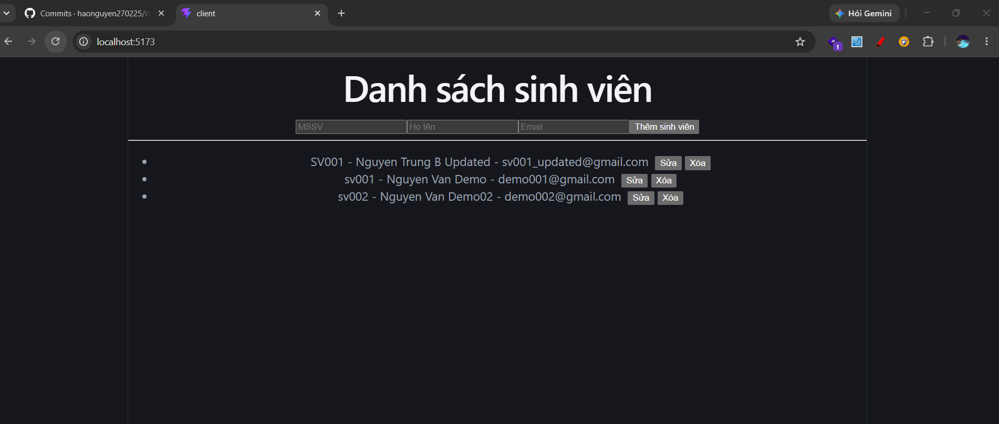 Commits · haonguyen270225/c
client
Hỏi Gemini
localhost:5173
1
Danh sách sinh viên
MSSV Họ tên Email Thêm sinh viên
SV001 - Nguyen Trung B Updated - sv001_updated@gmail.com Sửa Xóa
sv001 - Nguyen Van Demo - demo001@gmail.com Sửa Xóa
sv002 - Nguyen Van Demo02 - demo002@gmail.com Sửa Xóa